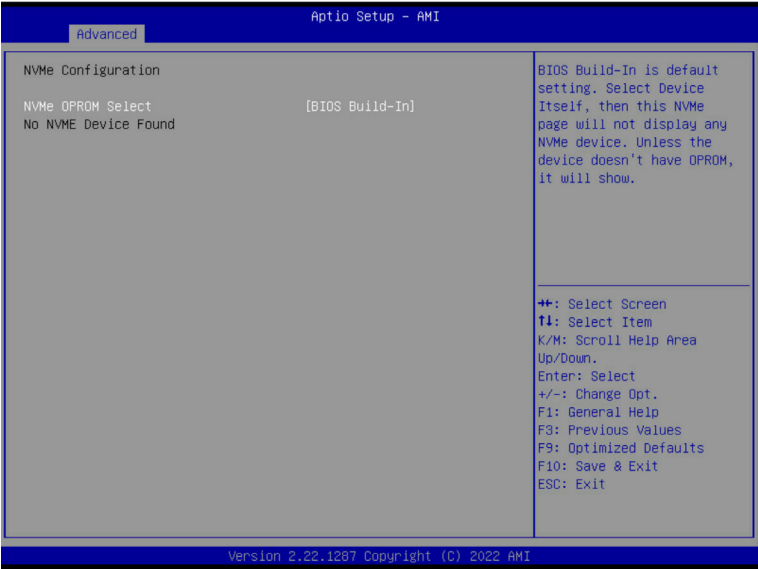 Aptio Setup – AMI
Advanced
NVMe Configuration
NVMe OPROM Select [BIOS Build-In]
No NVME Device Found
BIOS Build-In is default
setting. Select Device
Itself, then this NVMe
page will not display any
NVMe device. Unless the
device doesn't have OPROM,
it will show.
→←: Select Screen
↑↓: Select Item
K/M: Scroll Help Area
Up/Down.
Enter: Select
+/-: Change Opt.
F1: General Help
F3: Previous Values
F9: Optimized Defaults
F10: Save & Exit
ESC: Exit
Version 2.22.1287 Copyright (C) 2022 AMI